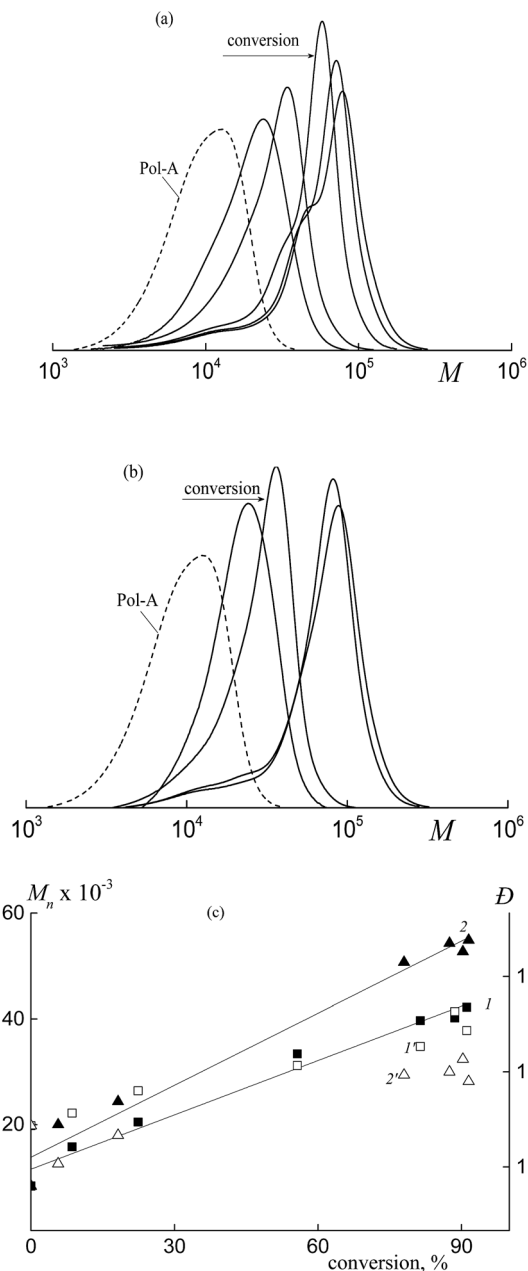 (a)
conversion
Pol-A
10³ 10⁴ 10⁵ 10⁶
M
(b)
conversion
Pol-A
10³ 10⁴ 10⁵ 10⁶
M
Mₙ x 10⁻³ (c) Đ
60
2
1
40 1
1'
2' 1
20
1
0 30 60 90
conversion, %